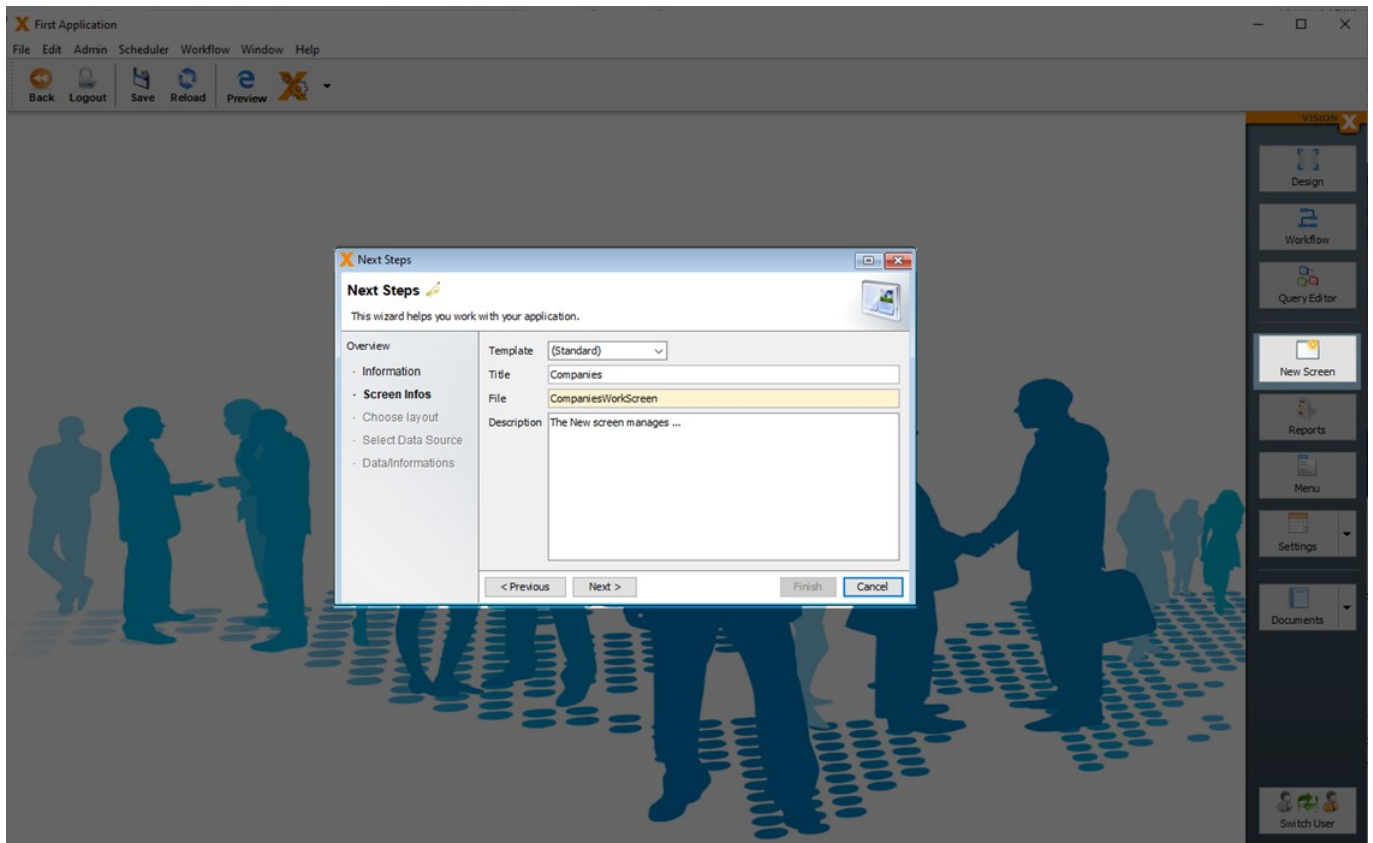 First Application
File Edit Admin Scheduler Workflow Window Help
Back Logout Save Reload Preview
VISION X
Design
Workflow
Query Editor
New Screen
Reports
Menu
Settings
Documents
Switch User
Next Steps
Next Steps
This wizard helps you work with your application.
Overview
· Information
· Screen Infos
· Choose layout
· Select Data Source
· Data/Informations
Template (Standard)
Title Companies
File CompaniesWorkScreen
Description The New screen manages ...
< Previous Next > Finish Cancel